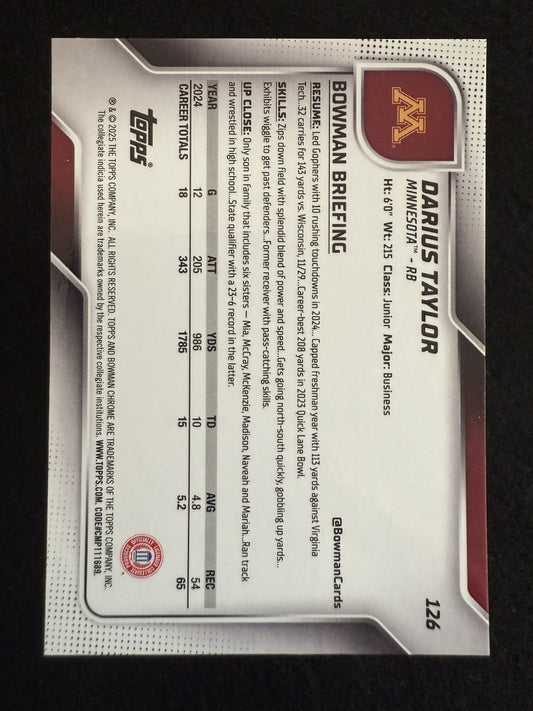 126
M
DARIUS TAYLOR
MINNESOTA™ - RB
Ht: 6'0" Wt: 215 Class: Junior Major: Business
BOWMAN BRIEFING
@BowmanCards
RESUME: Led Gophers with 10 rushing touchdowns in 2024... Capped freshman year with 113 yards against Virginia
Tech...32 carries for 143 yards vs. Wisconsin, 11/29...Career-best 208 yards in 2023 Quick Lane Bowl.
SKILLS: Zips down field with splendid blend of power and speed...Gets going north-south quickly, gobbling up yards...
Exhibits wiggle to get past defenders...Former receiver with pass-catching skills.
UP CLOSE: Only son in family that includes six sisters — Mia, McCray, McKenzie, Madison, Naveah and Mariah...Ran track
and wrestled in high school...State qualifier with a 23-6 record in the latter.
YEAR G ATT YDS TD AVG REC
2024 12 205 986 10 4.8 54
CAREER TOTALS 18 343 1785 15 5.2 65
topps®
OFFICIALLY LICENSED COLLEGIATE PRODUCTS
® & © 2025 THE TOPPS COMPANY, INC. ALL RIGHTS RESERVED. TOPPS AND BOWMAN CHROME ARE TRADEMARKS OF THE TOPPS COMPANY, INC.
The collegiate indicia used herein are trademarks owned by the respective collegiate institutions. WWW.TOPPS.COM. CODE#CMP111689.